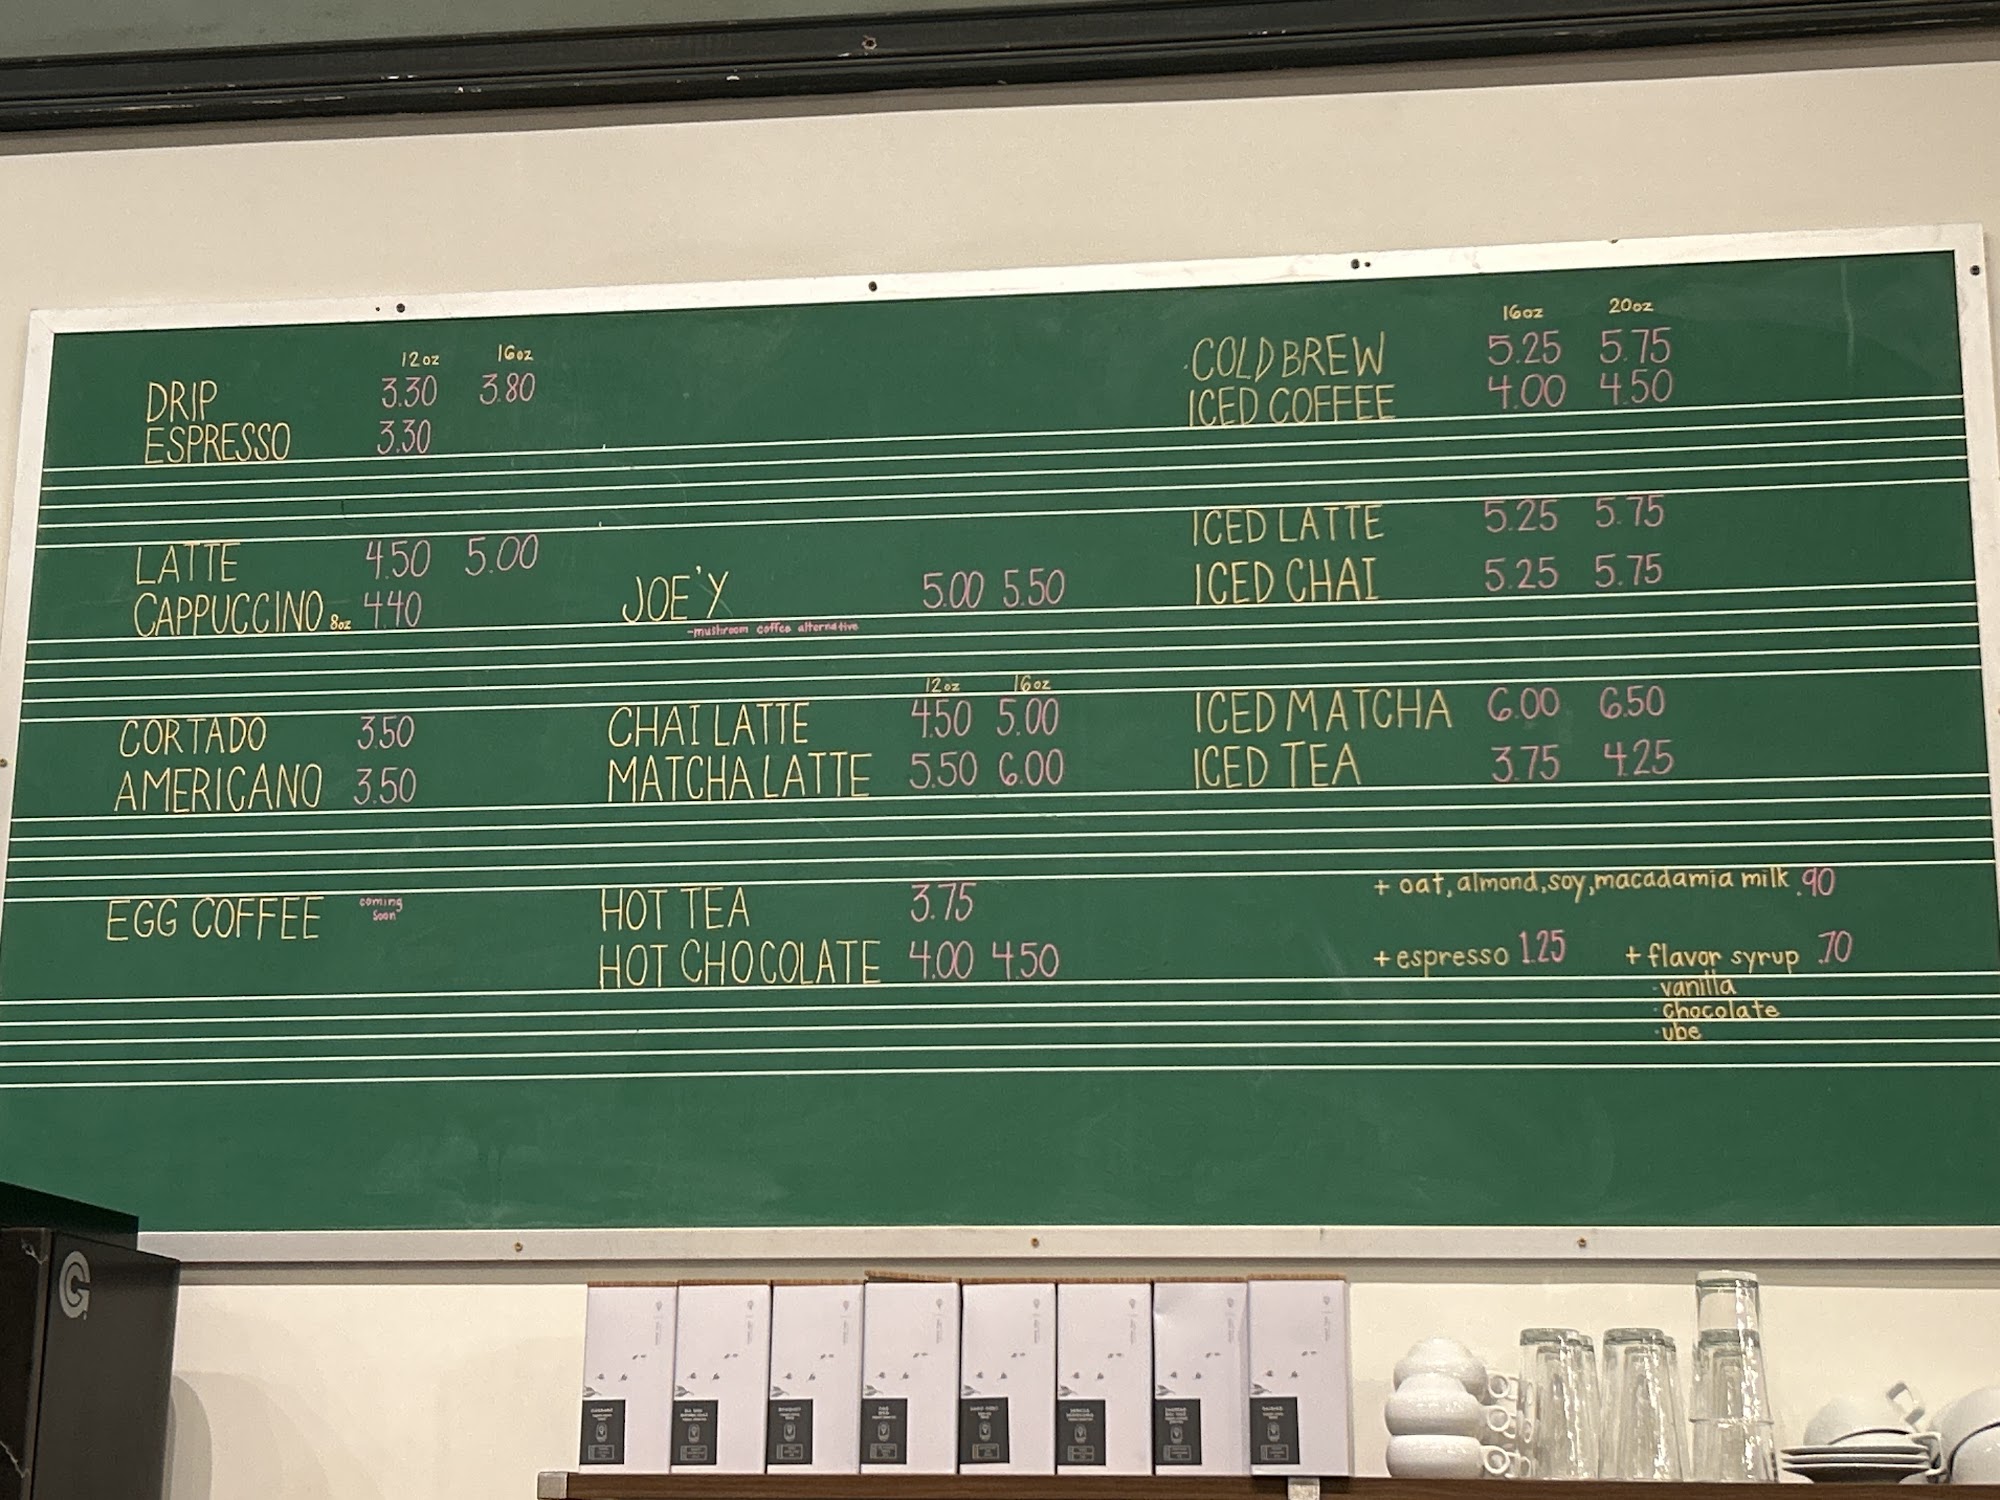 12oz 16oz
DRIP 3.30 3.80
ESPRESSO 3.30
LATTE 4.50 5.00
CAPPUCCINO 8oz 4.40
CORTADO 3.50
AMERICANO 3.50
EGG COFFEE coming
soon
JOE'Y 5.00 5.50
-mushroom coffee alternative
12oz 16oz
CHAI LATTE 4.50 5.00
MATCHA LATTE 5.50 6.00
HOT TEA 3.75
HOT CHOCOLATE 4.00 4.50
16oz 20oz
COLD BREW 5.25 5.75
ICED COFFEE 4.00 4.50
ICED LATTE 5.25 5.75
ICED CHAI 5.25 5.75
ICED MATCHA 6.00 6.50
ICED TEA 3.75 4.25
+ oat, almond, soy, macadamia milk .90
+ espresso 1.25 + flavor syrup .70
·vanilla
·chocolate
·ube